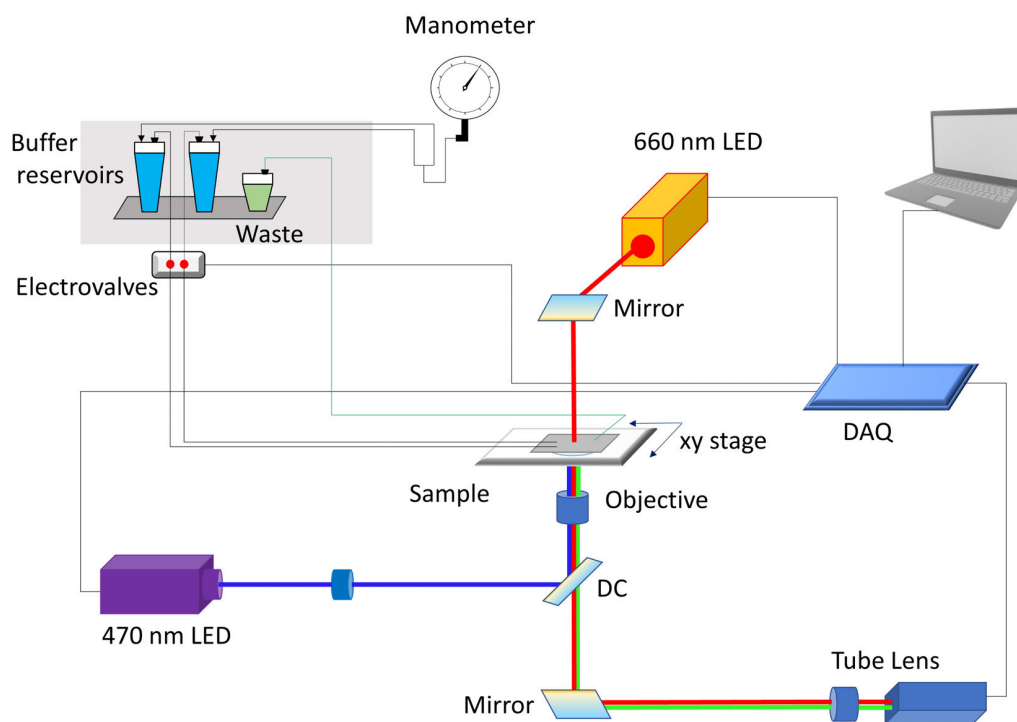 Manometer
Buffer
reservoirs
660 nm LED
Waste
Electrovalves
Mirror
DAQ
xy stage
Sample
Objective
DC
470 nm LED
Tube Lens
Mirror